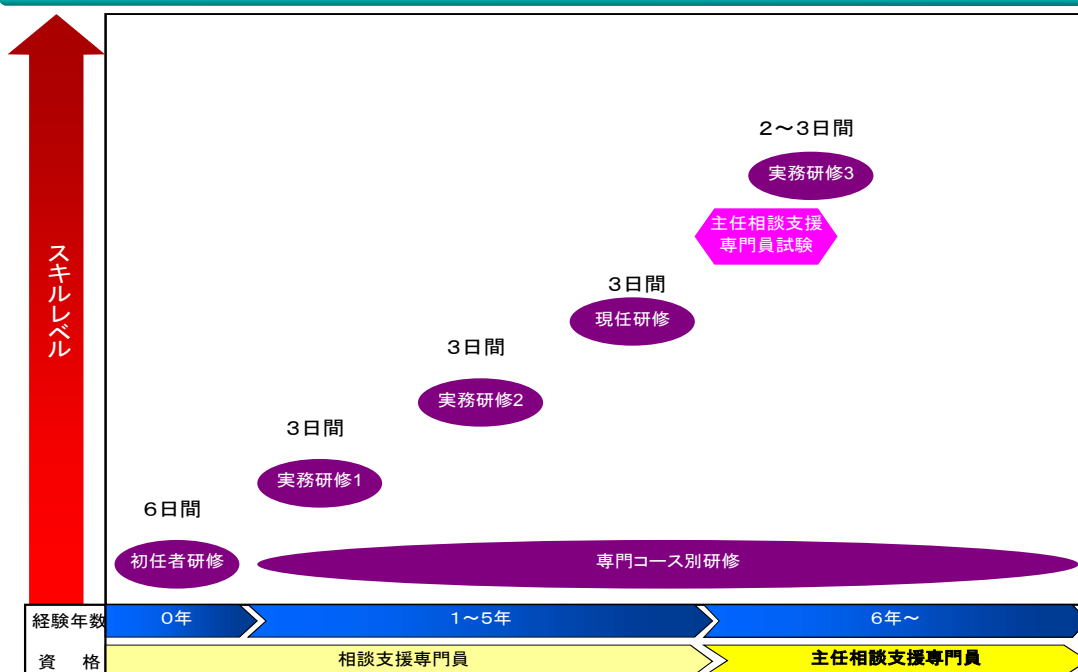 2～3日間
実務研修3
主任相談支援
専門員試験
3日間
現任研修
3日間
実務研修2
3日間
実務研修1
6日間
初任者研修
専門コース別研修
スキルレベル
経験年数 0年 1～5年 6年～
資　格 相談支援専門員 主任相談支援専門員